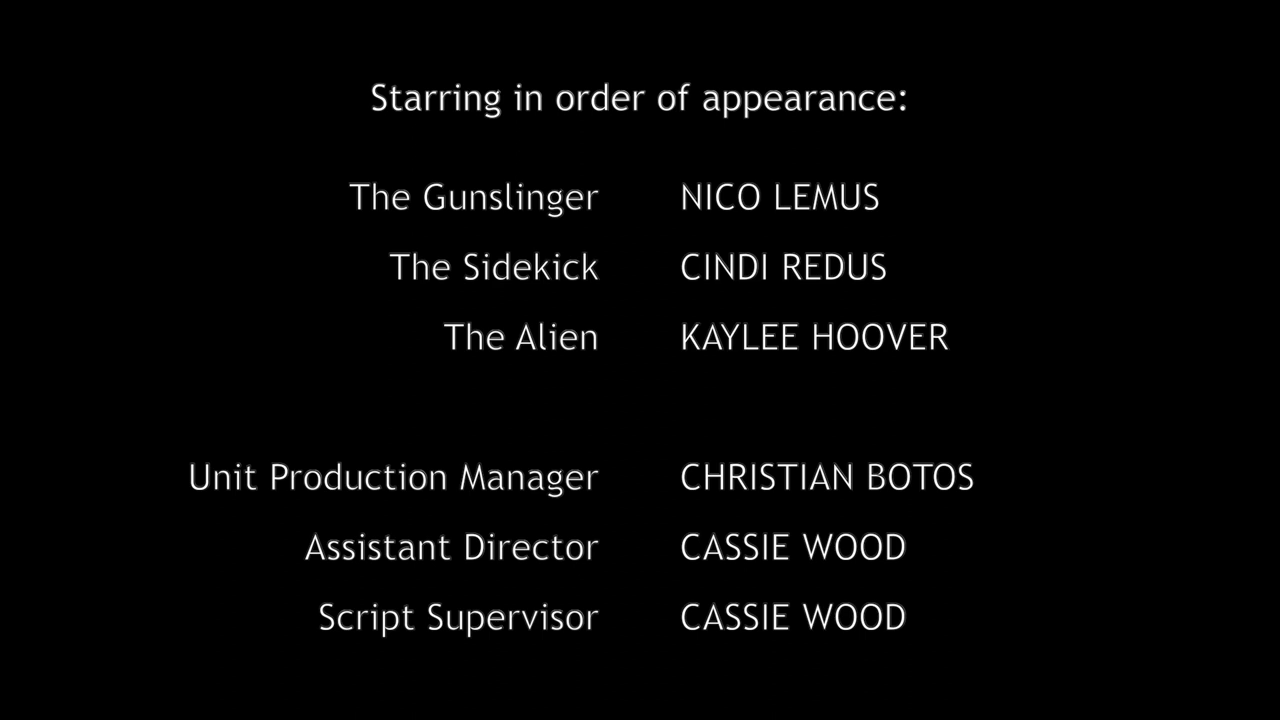 Starring in order of appearance:
The Gunslinger NICO LEMUS
The Sidekick CINDI REDUS
The Alien KAYLEE HOOVER
Unit Production Manager CHRISTIAN BOTOS
Assistant Director CASSIE WOOD
Script Supervisor CASSIE WOOD